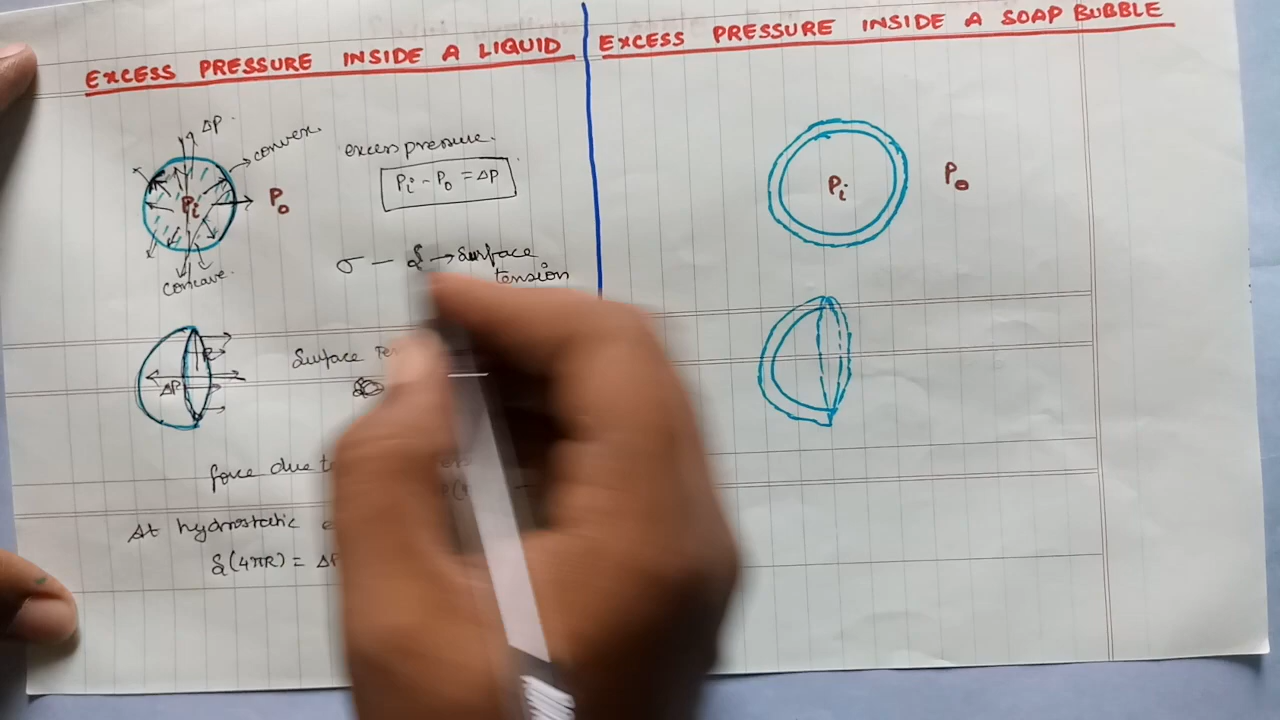 EXCESS PRESSURE INSIDE A LIQUID
ΔP.
convex.
Pi
Po
concave.
excess pressure.
Pi - Po = ΔP
σ - S → Surface
tension
R
ΔP
Surface
force due
At hydrostatic
S(4πR) = ΔP
EXCESS PRESSURE INSIDE A SOAP BUBBLE
Pi
Po